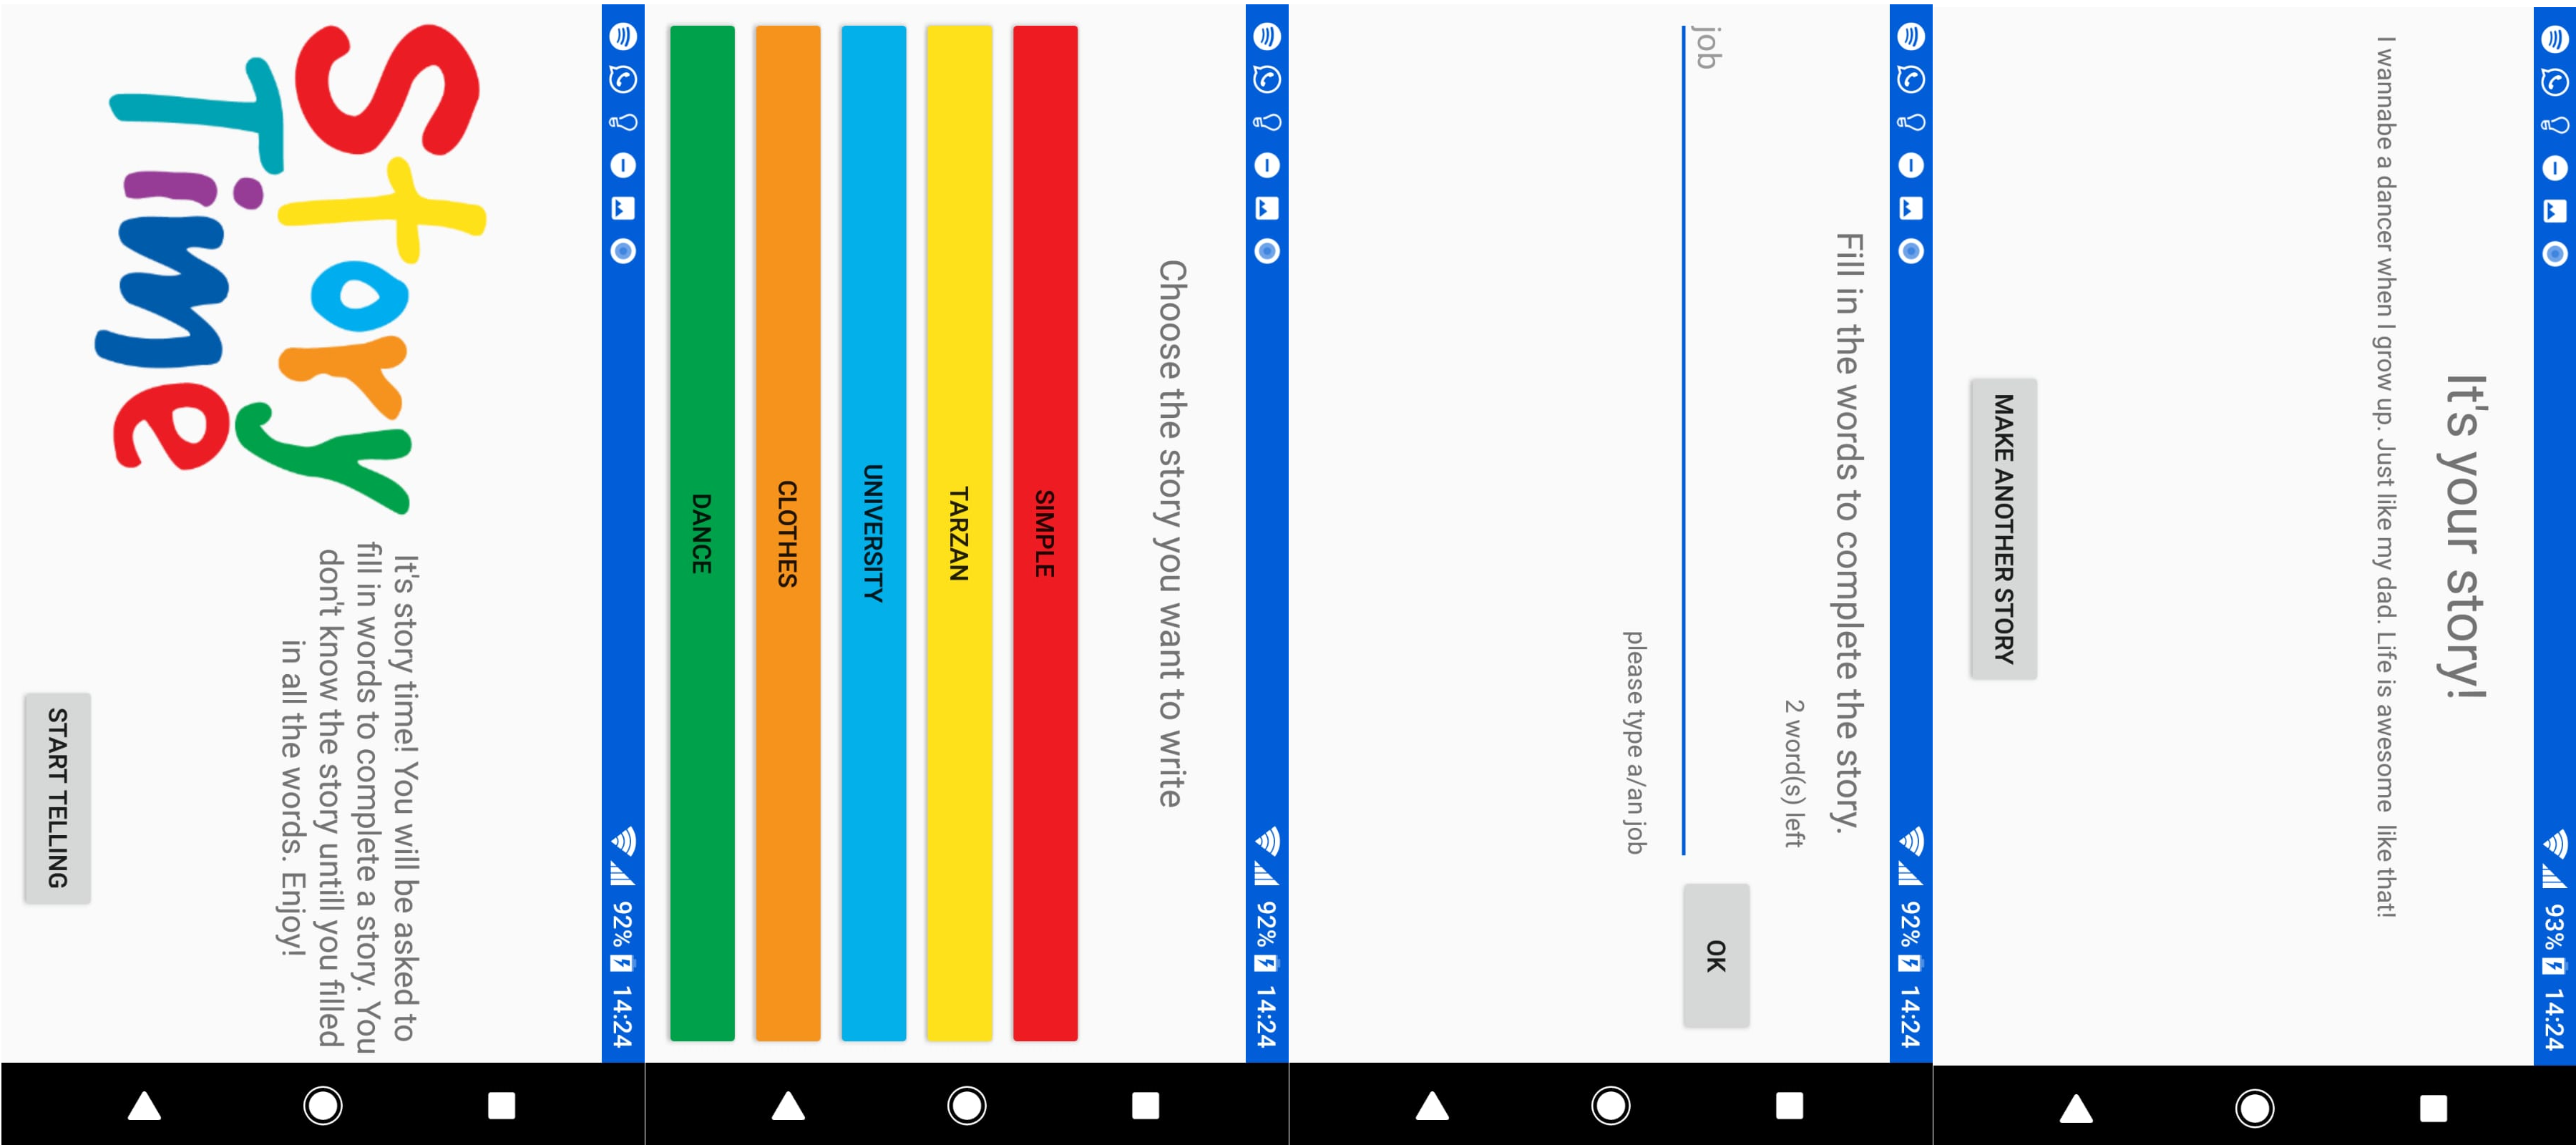 92% 14:24
Story
Time
It's story time! You will be asked to
fill in words to complete a story. You
don't know the story untill you filled
in all the words. Enjoy!
START TELLING
92% 14:24
Choose the story you want to write
SIMPLE
TARZAN
UNIVERSITY
CLOTHES
DANCE
92% 14:24
Fill in the words to complete the story.
2 word(s) left
job
OK
please type a/an job
93% 14:24
It's your story!
I wannabe a dancer when I grow up. Just like my dad. Life is awesome like that!
MAKE ANOTHER STORY